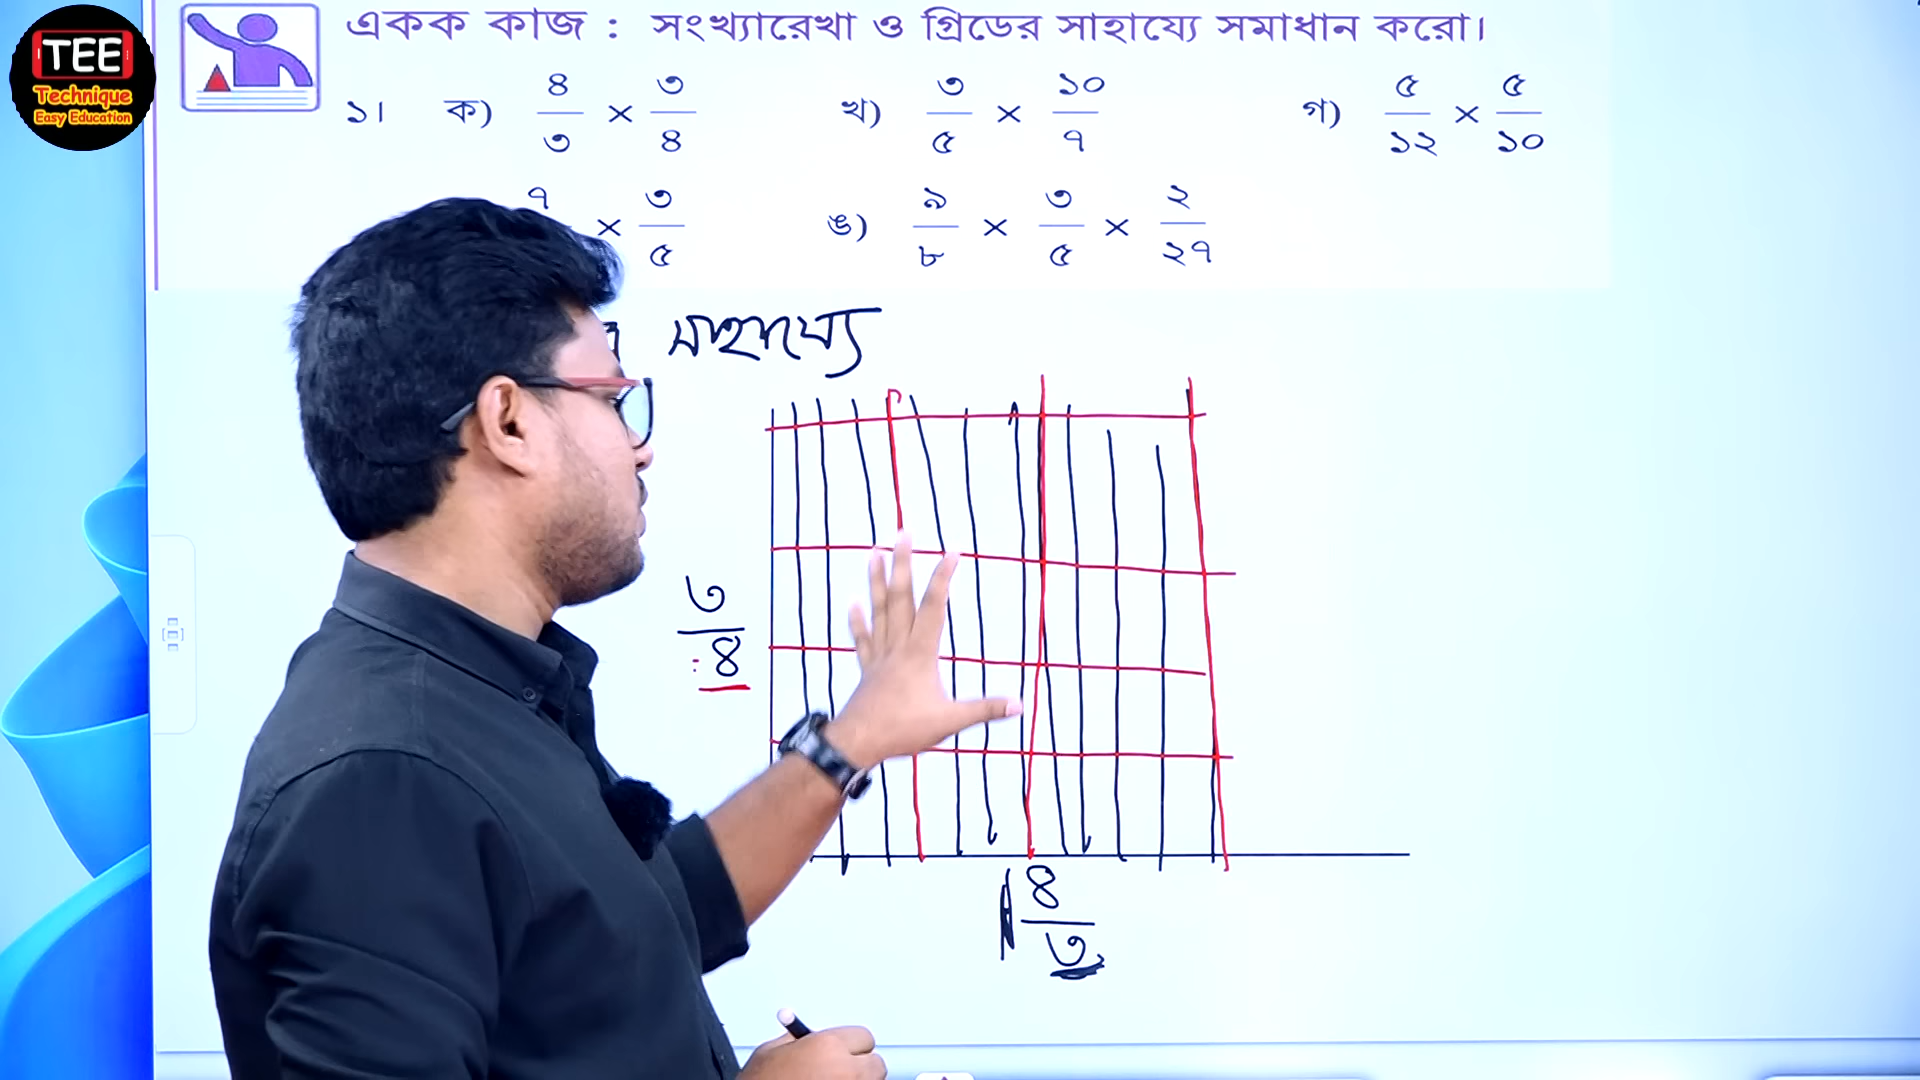 TEE
Technique
Easy Education
একক কাজ : সংখ্যারেখা ও গ্রিডের সাহায্যে সমাধান করো।
১। ক) ৪/৩ × ৩/৪ খ) ৩/৫ × ১০/৭ গ) ৫/১২ × ৫/১০
৭ × ৩/৫ ঙ) ৯/৮ × ৩/৫ × ২/২৭
সাহায্যে
৩/৪
৪/৩